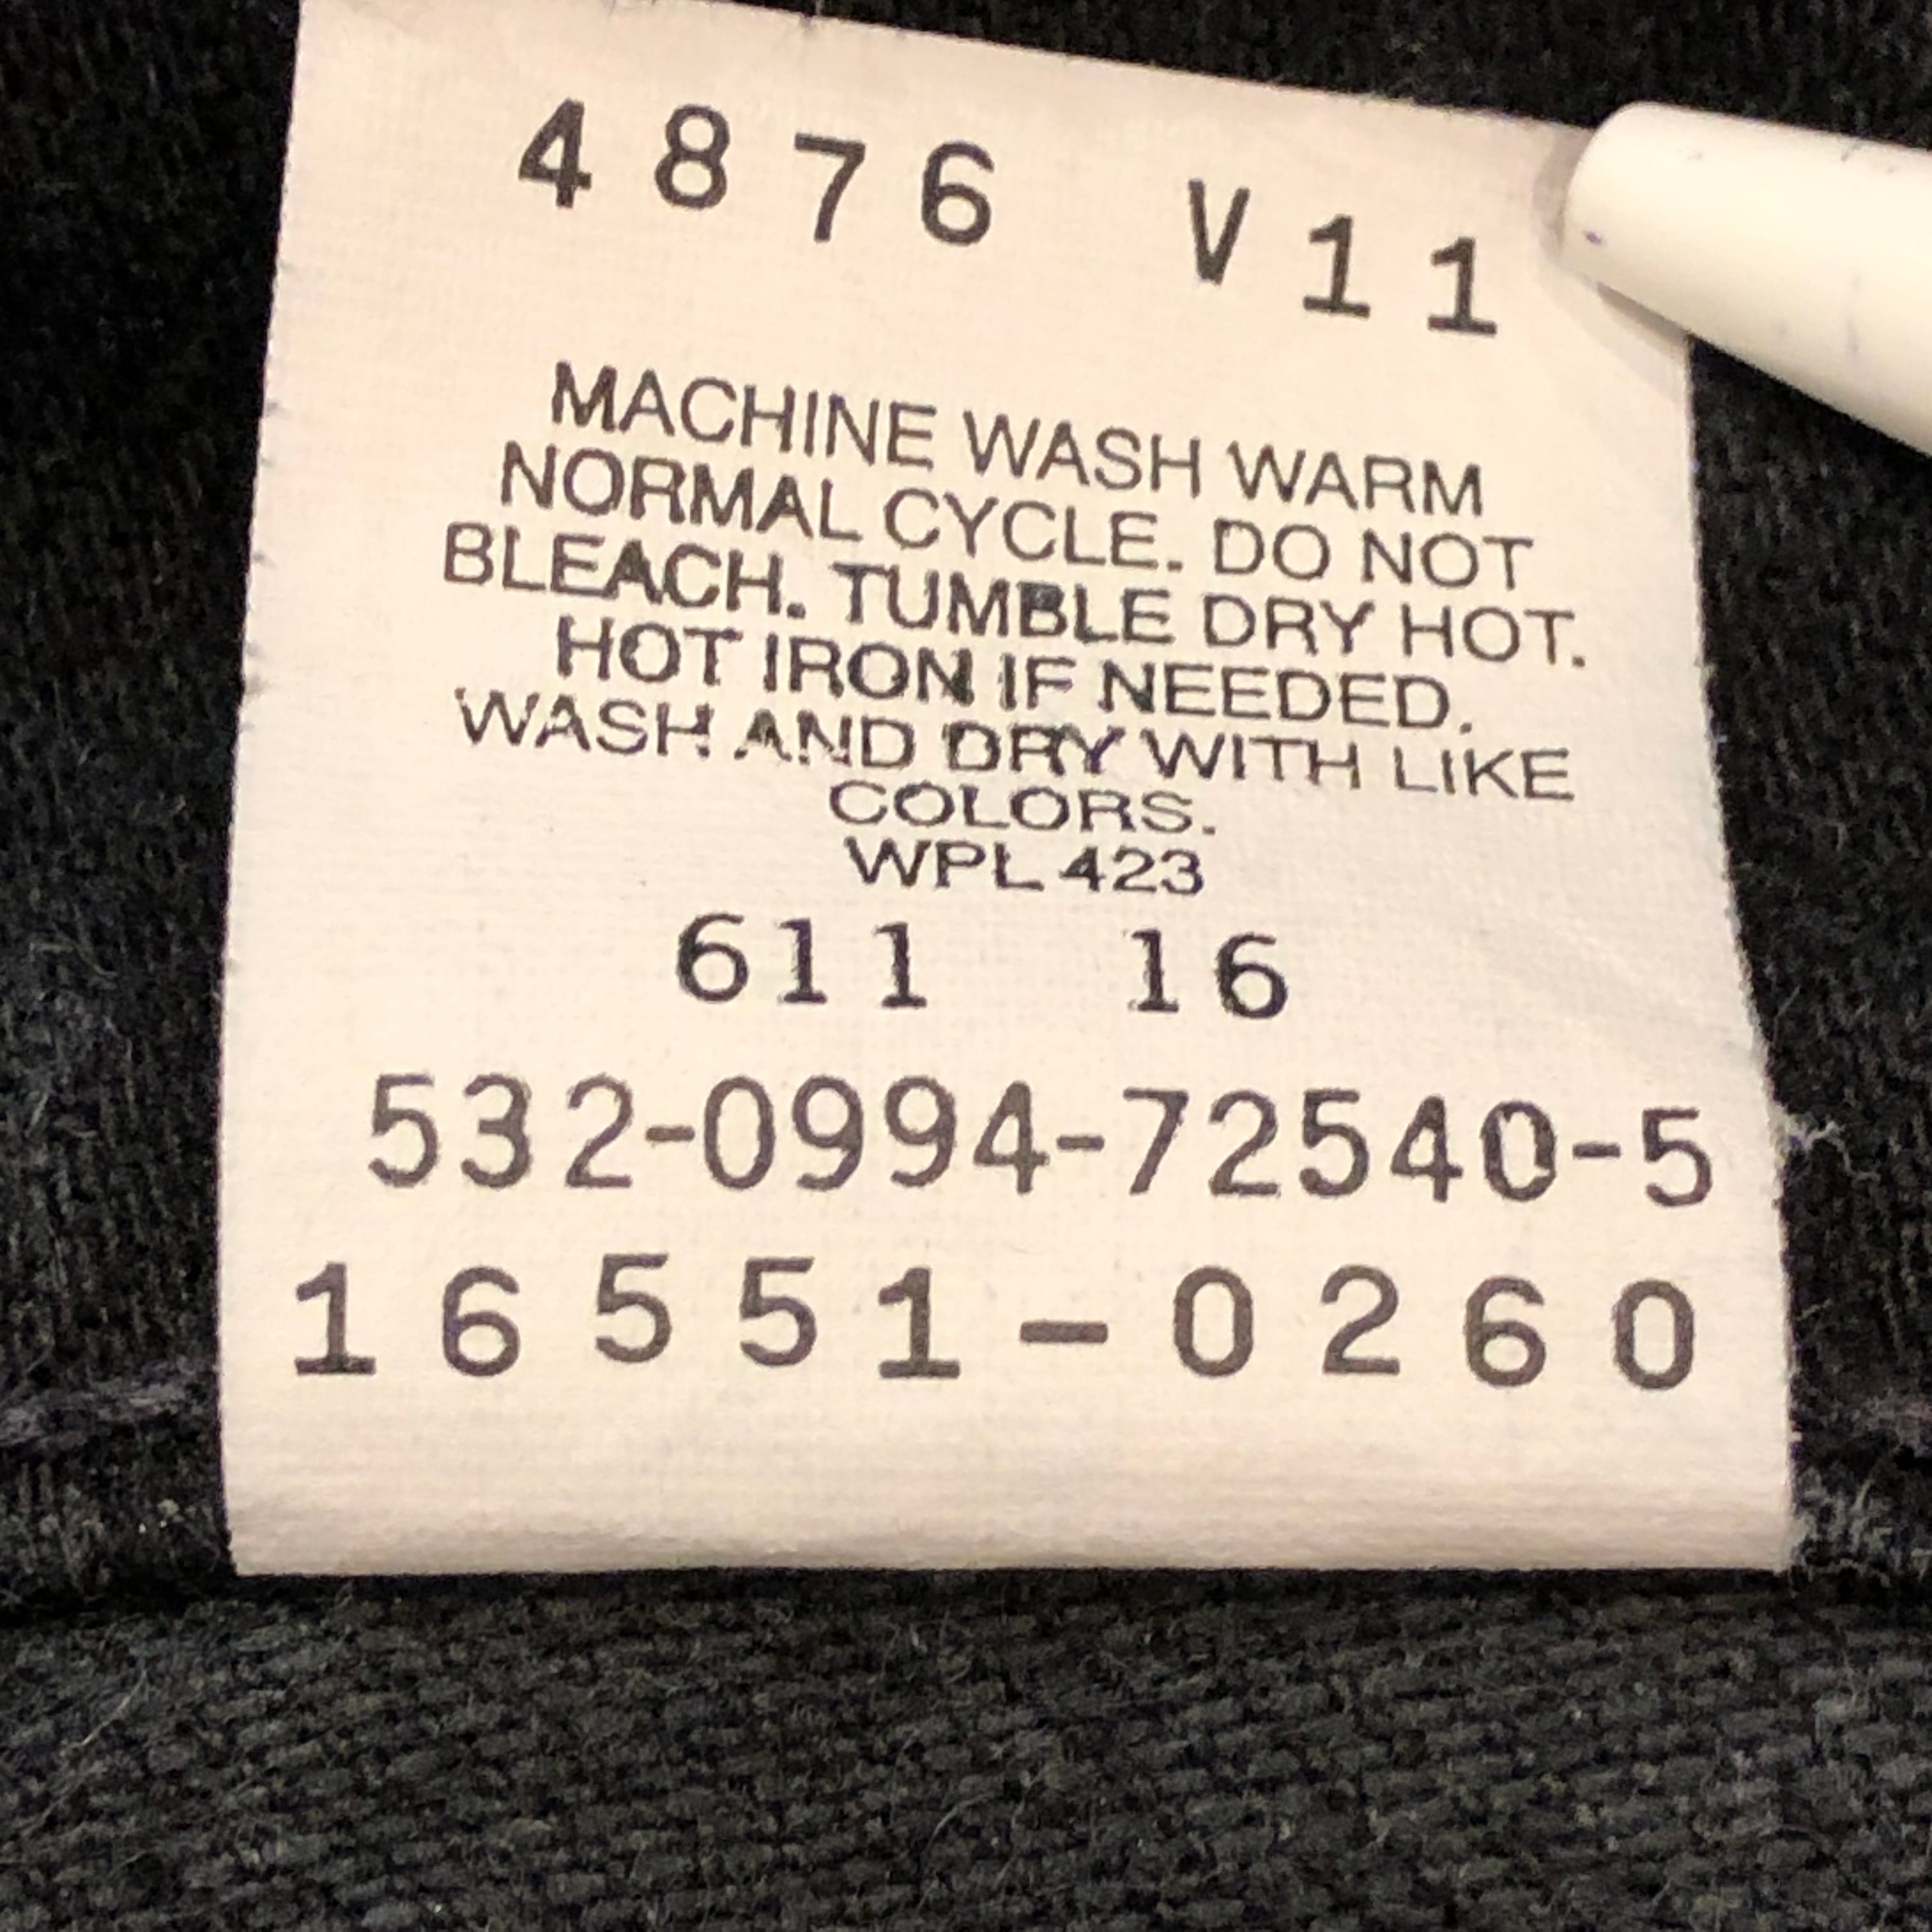 4876 V11
MACHINE WASH WARM
NORMAL CYCLE. DO NOT
BLEACH. TUMBLE DRY HOT.
HOT IRON IF NEEDED.
WASH AND DRY WITH LIKE
COLORS.
WPL 423
611 16
532-0994-72540-5
16551-0260